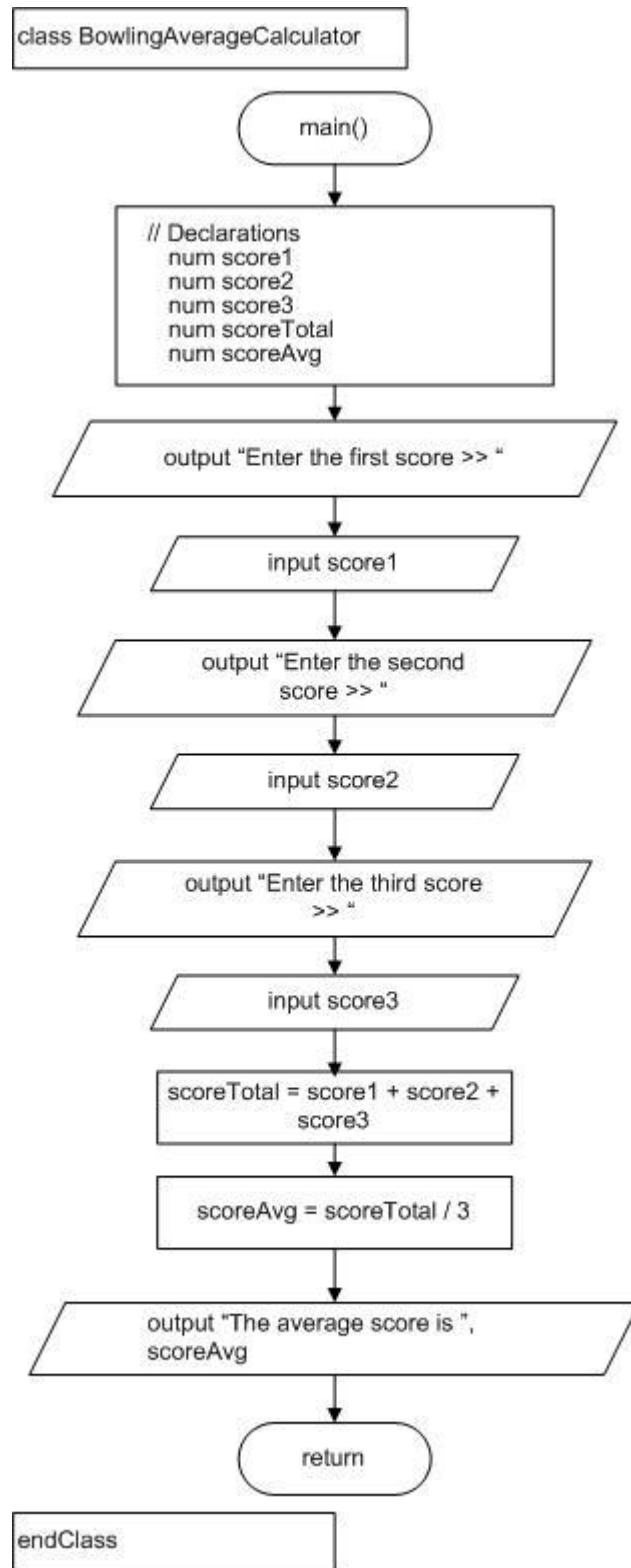 class BowlingAverageCalculator
main()
// Declarations
num score1
num score2
num score3
num scoreTotal
num scoreAvg
output “Enter the first score >> “
input score1
output “Enter the second
score >> “
input score2
output “Enter the third score
>> “
input score3
scoreTotal = score1 + score2 +
score3
scoreAvg = scoreTotal / 3
output “The average score is ”,
scoreAvg
return
endClass